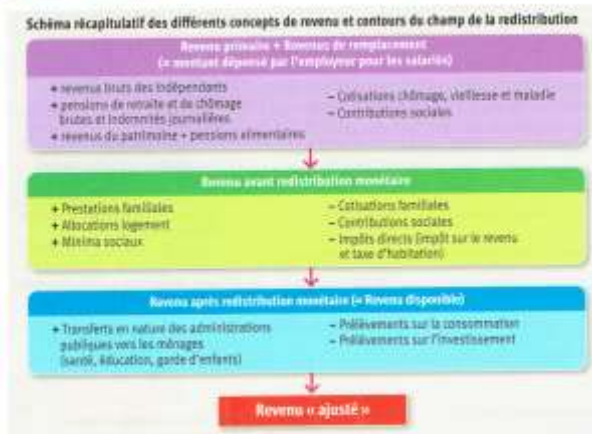 Schéma récapitulatif des différents concepts de revenu et contours du champ de la redistribution
Revenu primaire + Revenus de remplacement
(= montant dépensé par l'employeur pour les salariés)
+ revenus bruts des indépendants
+ pensions de retraite et de chômage
brutes et indemnités journalières
+ revenus du patrimoine + pensions alimentaires
– Cotisations chômage, vieillesse et maladie
– Contributions sociales
Revenu avant redistribution monétaire
+ Prestations familiales
+ Allocations logement
+ Minima sociaux
– Cotisations familiales
– Contributions sociales
– Impôts directs (impôt sur le revenu
et taxe d'habitation)
Revenu après redistribution monétaire (= Revenu disponible)
+ Transferts en nature des administrations
publiques vers les ménages
(santé, éducation, garde d'enfants)
– Prélèvements sur la consommation
– Prélèvements sur l'investissement
Revenu « ajusté »